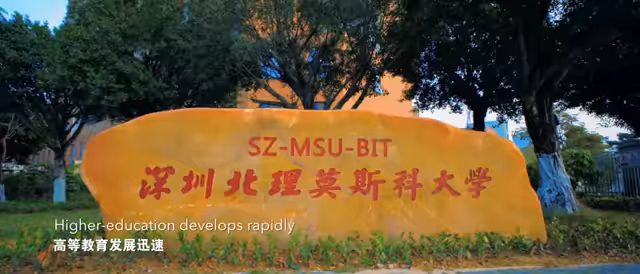 SZ-MSU-BIT
深圳北理莫斯科大學
Higher-education develops rapidly
高等教育发展迅速